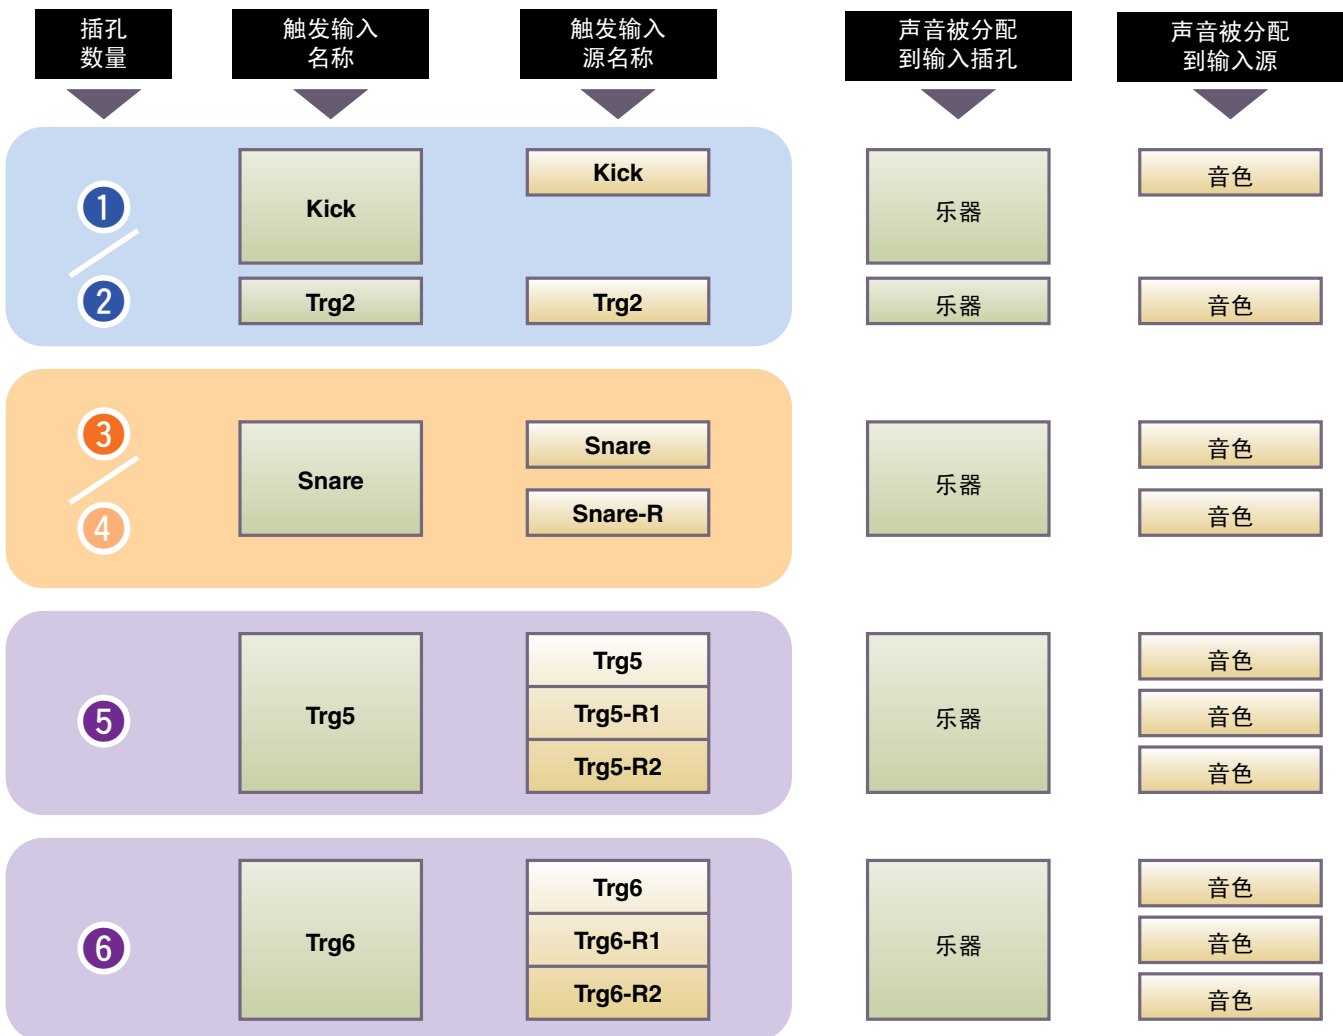 插孔
数量
触发输入
名称
触发输入
源名称
声音被分配
到输入插孔
声音被分配
到输入源
1
Kick
Kick
乐器
音色
2
Trg2
Trg2
乐器
音色
3
4
Snare
Snare
Snare-R
乐器
音色
音色
5
Trg5
Trg5
Trg5-R1
Trg5-R2
乐器
音色
音色
音色
6
Trg6
Trg6
Trg6-R1
Trg6-R2
乐器
音色
音色
音色